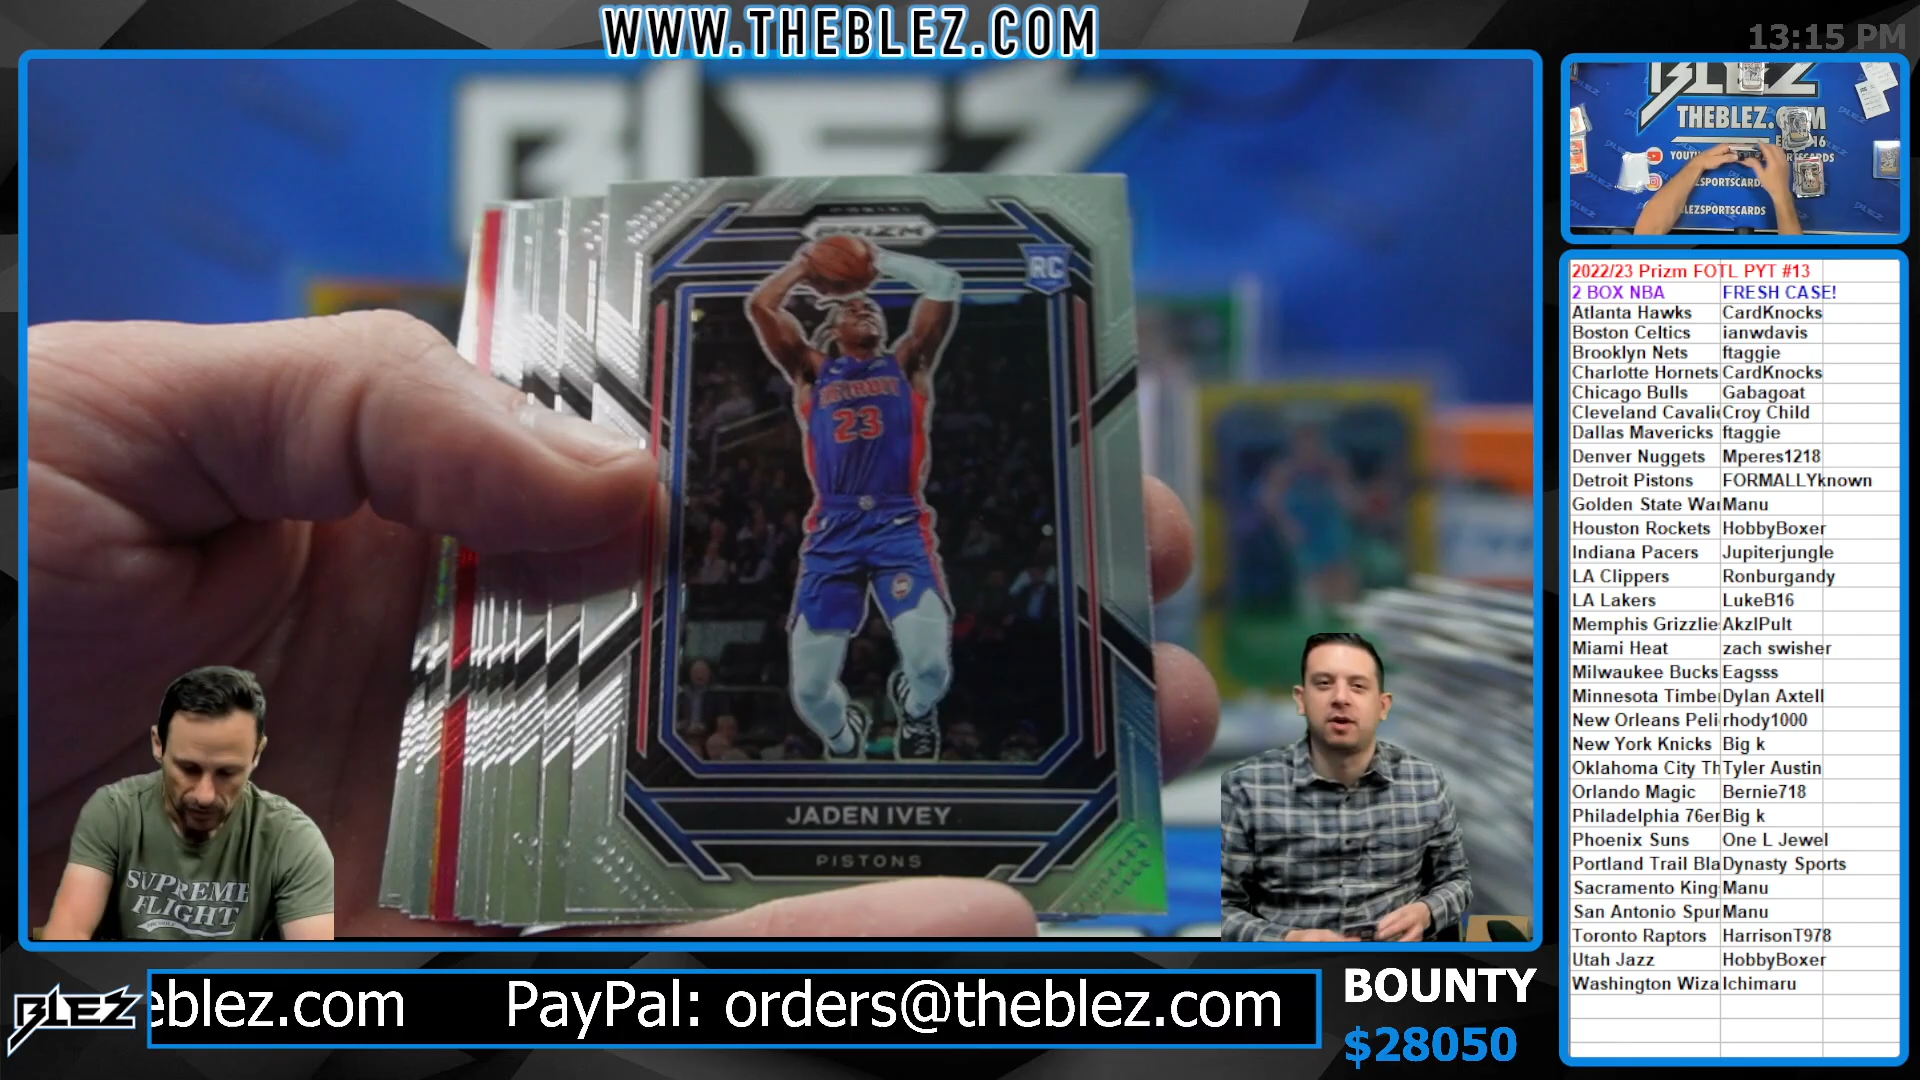 WWW.THEBLEZ.COM
13:15 PM
BLEZ
BLEZ
THEBLEZ.
PANINI
PRIZM
RC
DETROIT
23
JADEN IVEY
PISTONS
SUPREME
FLIGHT
2022/23 Prizm FOTL PYT #13
2 BOX NBA FRESH CASE!
Atlanta Hawks CardKnocks
Boston Celtics ianwdavis
Brooklyn Nets ftaggie
Charlotte Hornets CardKnocks
Chicago Bulls Gabagoat
Cleveland Cavali Croy Child
Dallas Mavericks ftaggie
Denver Nuggets Mperes1218
Detroit Pistons FORMALLYknown
Golden State War Manu
Houston Rockets HobbyBoxer
Indiana Pacers Jupiterjungle
LA Clippers Ronburgandy
LA Lakers LukeB16
Memphis Grizzlie AkzlPult
Miami Heat zach swisher
Milwaukee Bucks Eagsss
Minnesota Timbe Dylan Axtell
New Orleans Peli rhody1000
New York Knicks Big k
Oklahoma City Th Tyler Austin
Orlando Magic Bernie718
Philadelphia 76er Big k
Phoenix Suns One L Jewel
Portland Trail Bla Dynasty Sports
Sacramento King Manu
San Antonio Spur Manu
Toronto Raptors HarrisonT978
Utah Jazz HobbyBoxer
Washington Wiza Ichimaru
BLEZ
eblez.com PayPal: orders@theblez.com
BOUNTY
$28050